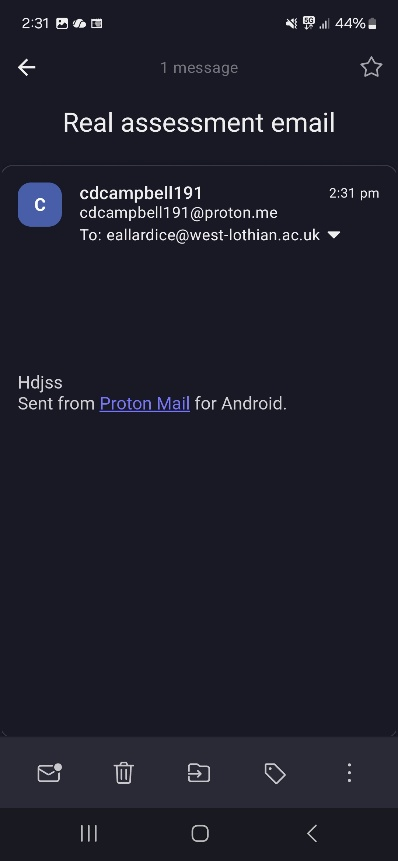 2:31 44%
1 message
Real assessment email
C
cdcampbell191 2:31 pm
cdcampbell191@proton.me
To: eallardice@west-lothian.ac.uk
Hdjss
Sent from Proton Mail for Android.